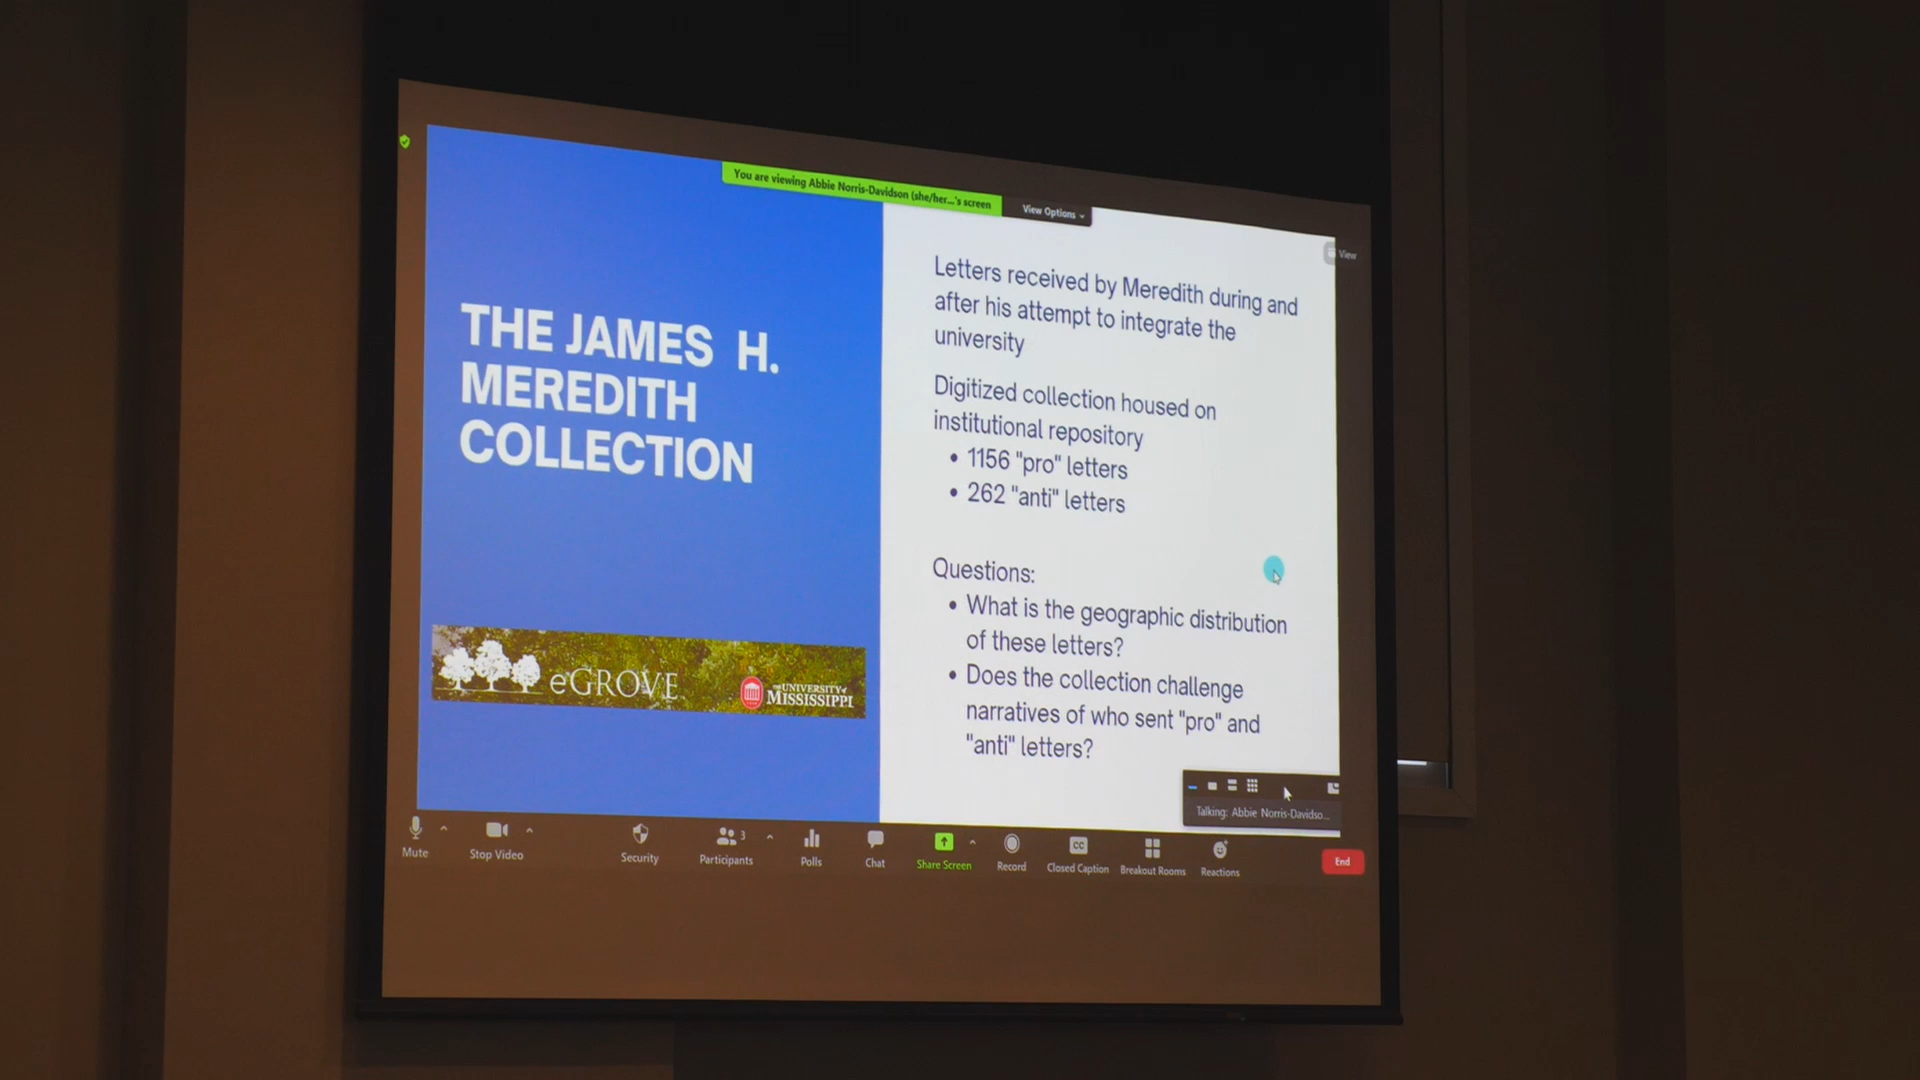 You are viewing Abbie Norris-Davidson (she/her...'s screen
View Options
View
THE JAMES H.
MEREDITH
COLLECTION
eGROVE
THE UNIVERSITY of
MISSISSIPPI
Letters received by Meredith during and
after his attempt to integrate the
university
Digitized collection housed on
institutional repository
• 1156 "pro" letters
• 262 "anti" letters
Questions:
• What is the geographic distribution
of these letters?
• Does the collection challenge
narratives of who sent "pro" and
"anti" letters?
Talking: Abbie Norris-Davidso...
Mute
Stop Video
Security
Participants
3
Polls
Chat
Share Screen
Record
CC
Closed Caption
Breakout Rooms
Reactions
End